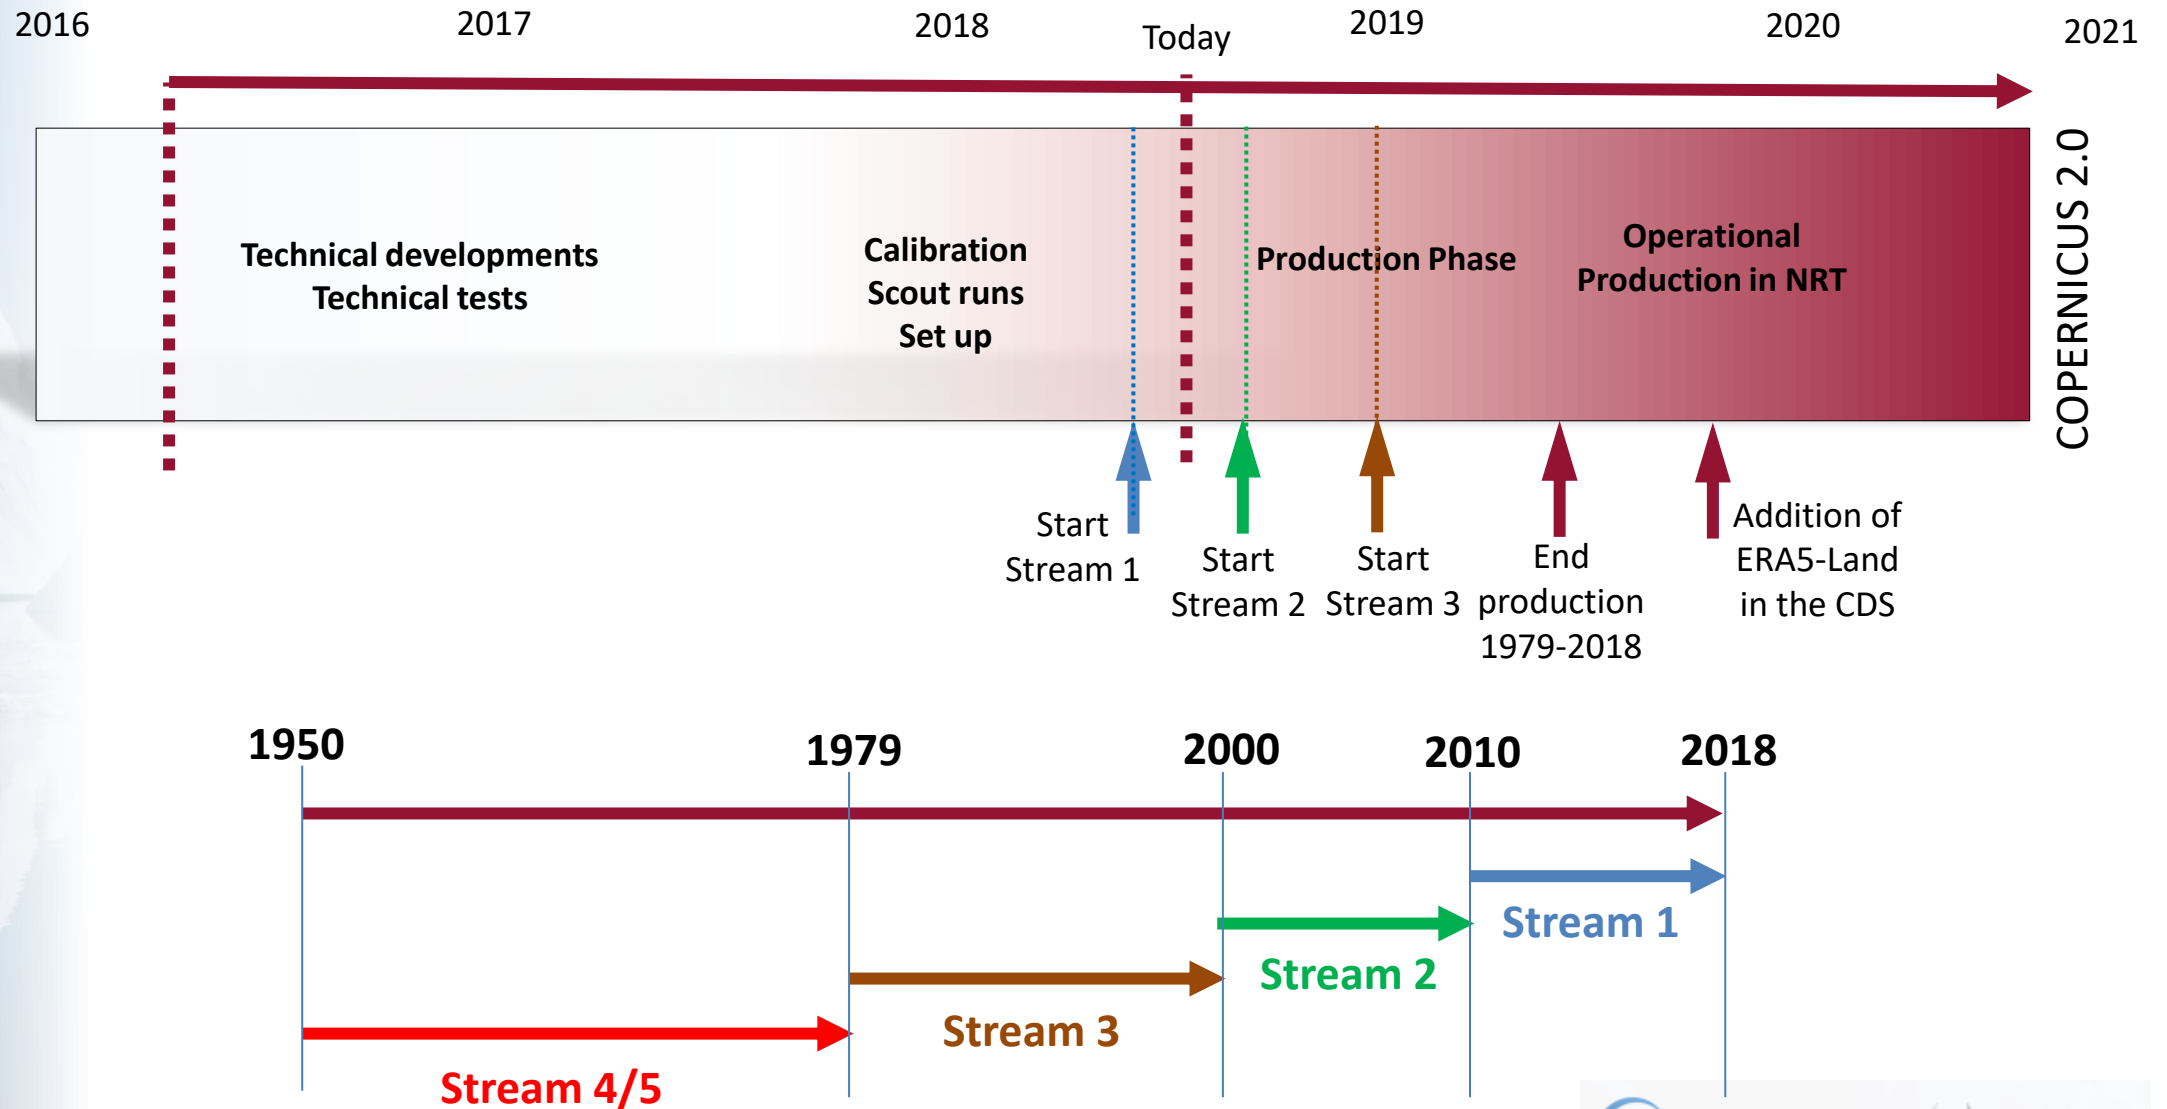 2016
2017
2018
Today
2019
2020
2021
Technical developments
Technical tests
Calibration
Scout runs
Set up
Production Phase
Operational
Production in NRT
COPERNICUS 2.0
Start
Stream 1
Start
Stream 2
Start
Stream 3
End
production
1979-2018
Addition of
ERA5-Land
in the CDS
1950
1979
2000
2010
2018
Stream 1
Stream 2
Stream 3
Stream 4/5